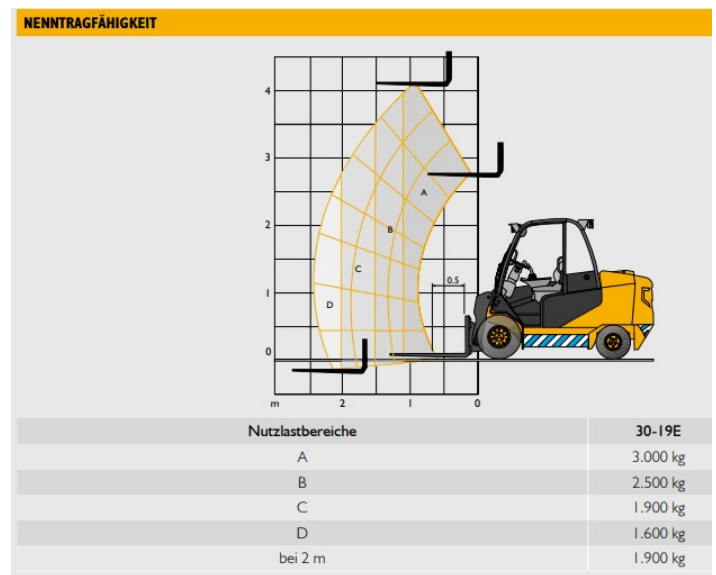 NENNTRAGFÄHIGKEIT
4
3
A
2
B
C
0.5
1
D
0
m 2 1 0
Nutzlastbereiche 30-19E
A 3.000 kg
B 2.500 kg
C 1.900 kg
D 1.600 kg
bei 2 m 1.900 kg